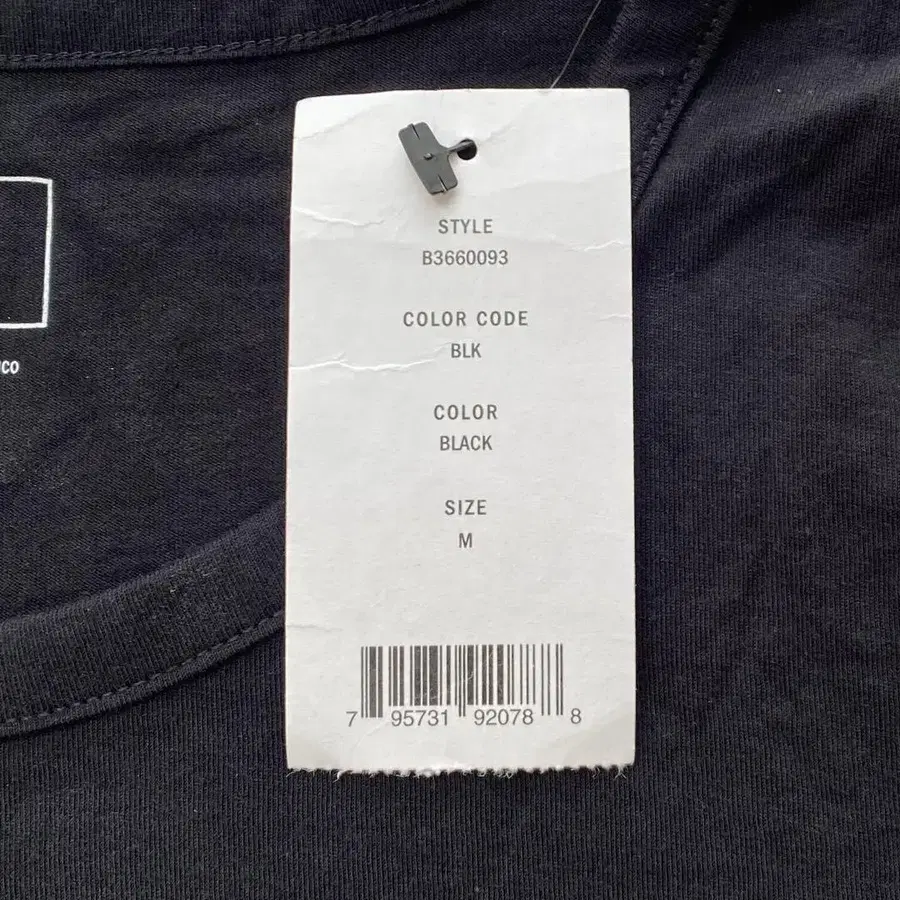 STYLE
B3660093
COLOR CODE
BLK
COLOR
BLACK
SIZE
M
7 95731 92078 8